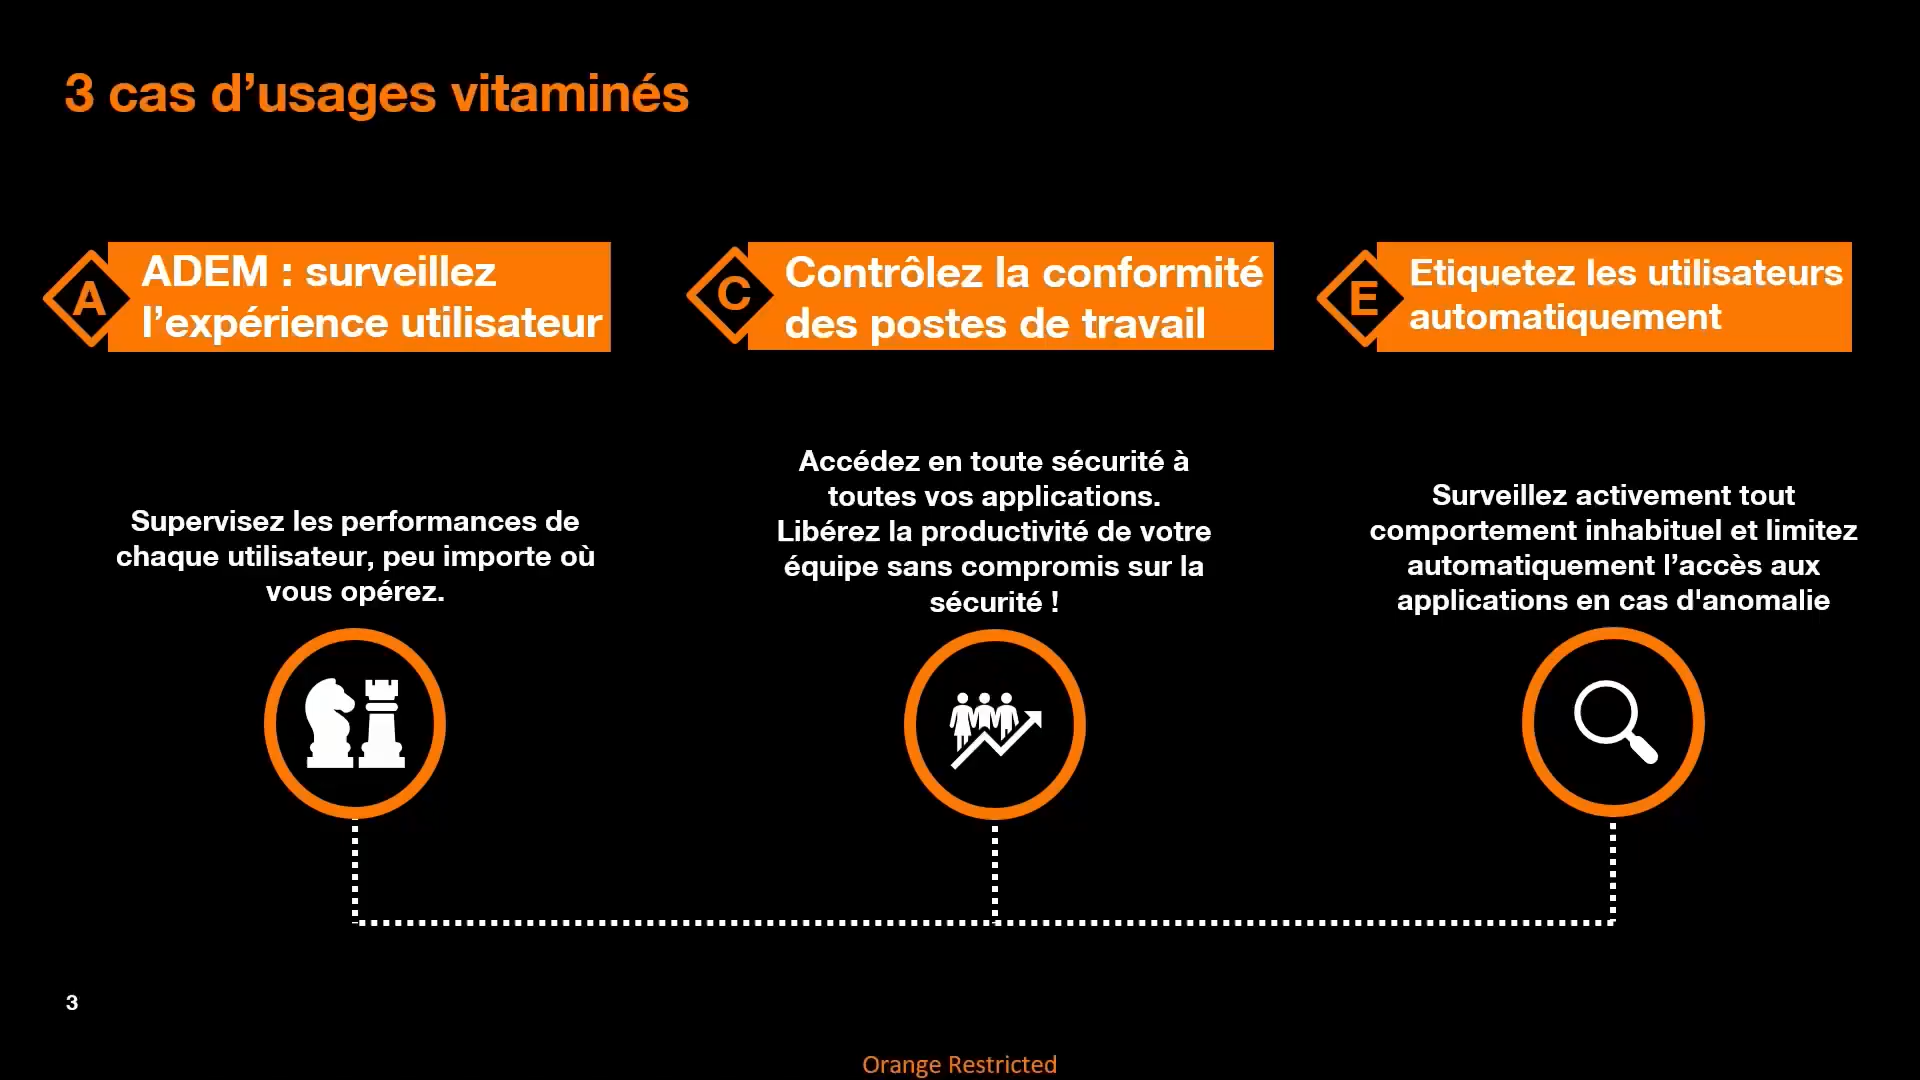 3 cas d’usages vitaminés
A
ADEM : surveillez
l’expérience utilisateur
Supervisez les performances de
chaque utilisateur, peu importe où
vous opérez.
C
Contrôlez la conformité
des postes de travail
Accédez en toute sécurité à
toutes vos applications.
Libérez la productivité de votre
équipe sans compromis sur la
sécurité !
E
Etiquetez les utilisateurs
automatiquement
Surveillez activement tout
comportement inhabituel et limitez
automatiquement l’accès aux
applications en cas d'anomalie
3
Orange Restricted